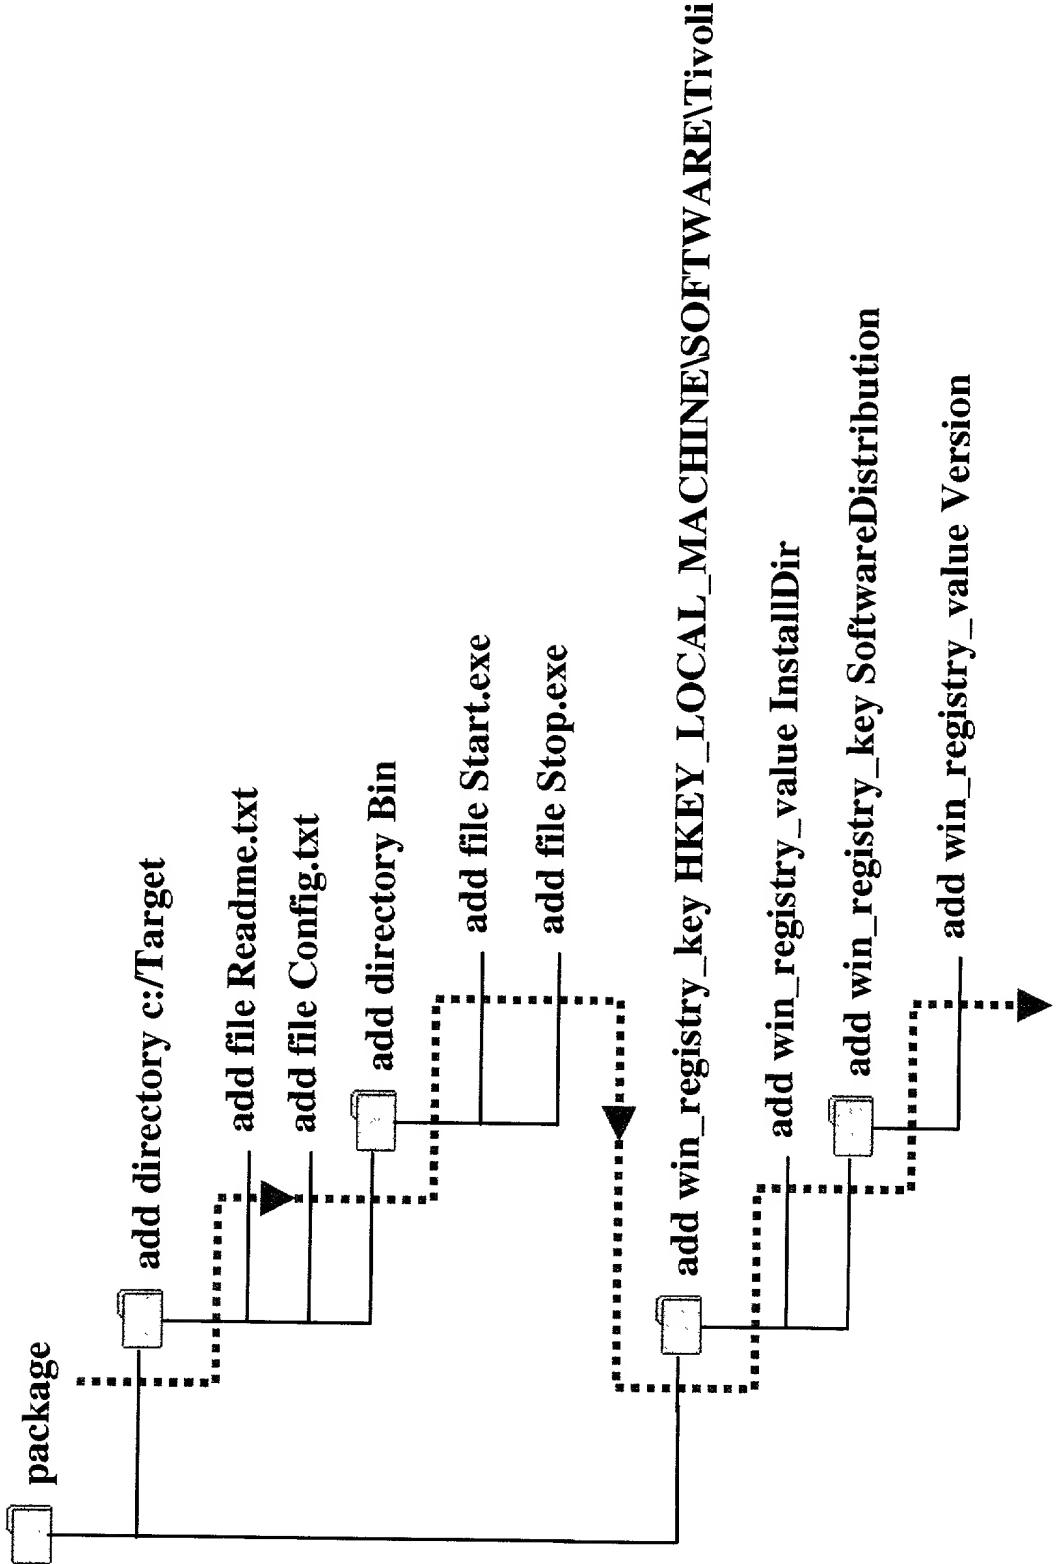 package
add directory c:/Target
add file Readme.txt
add file Config.txt
add directory Bin
add file Start.exe
add file Stop.exe
add win_registry_key HKEY_LOCAL_MACHINE\SOFTWARE\Tivoli
add win_registry_value InstallDir
add win_registry_key SoftwareDistribution
add win_registry_value Version